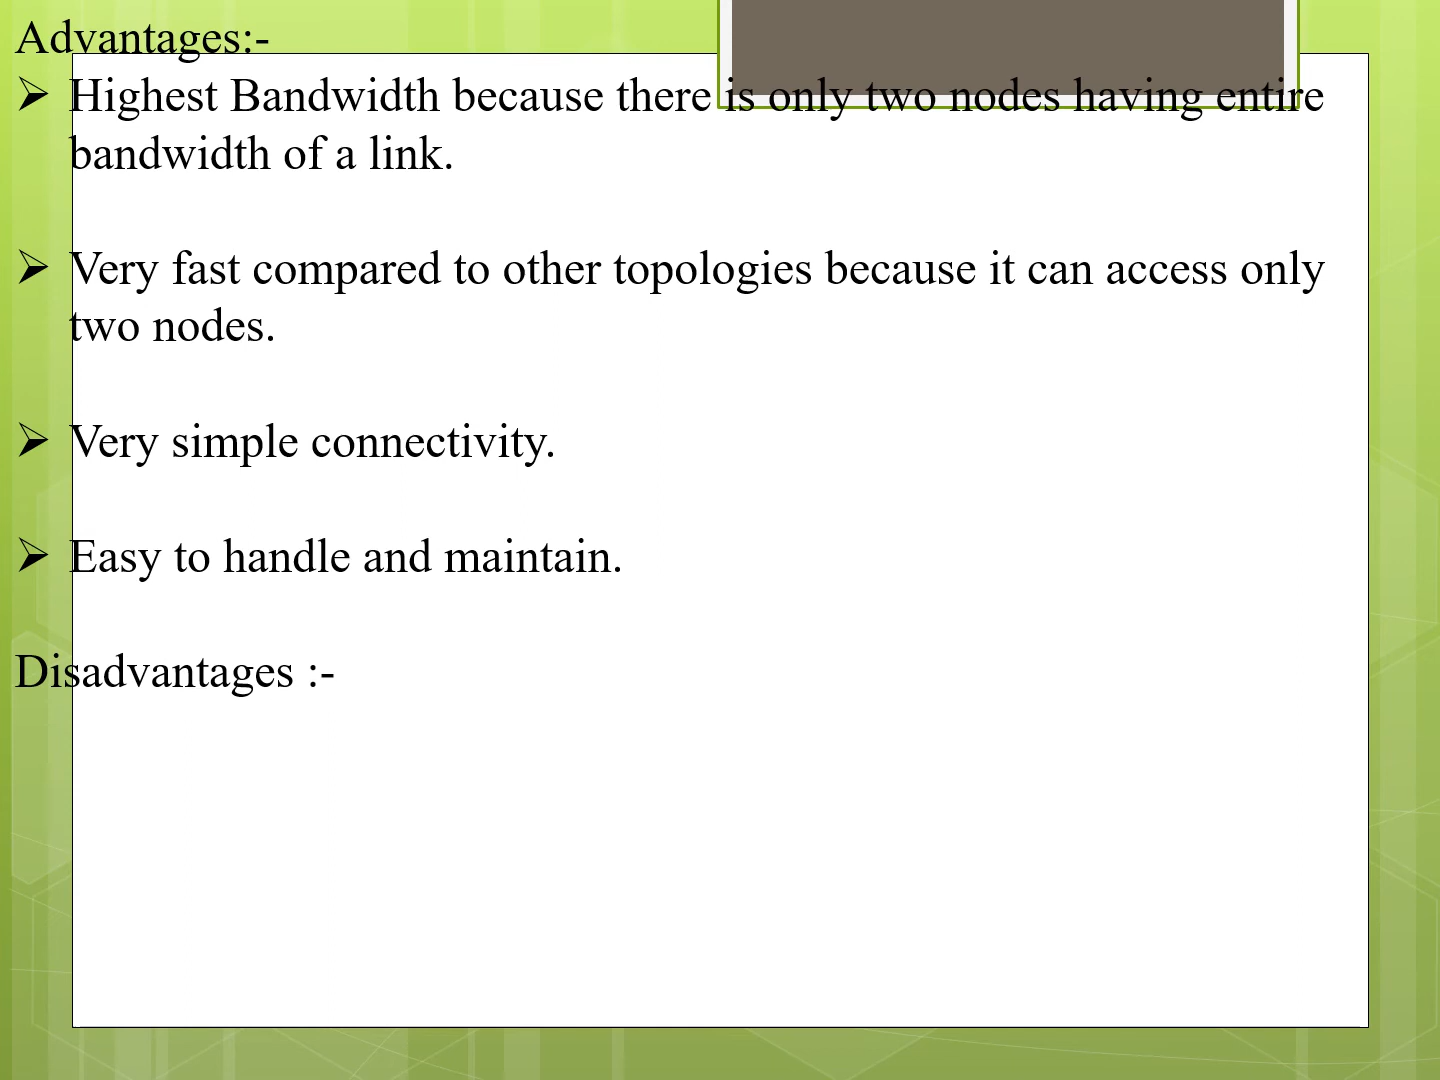 Advantages:-
➢ Highest Bandwidth because there is only two nodes having entire
bandwidth of a link.
➢ Very fast compared to other topologies because it can access only
two nodes.
➢ Very simple connectivity.
➢ Easy to handle and maintain.
Disadvantages :-